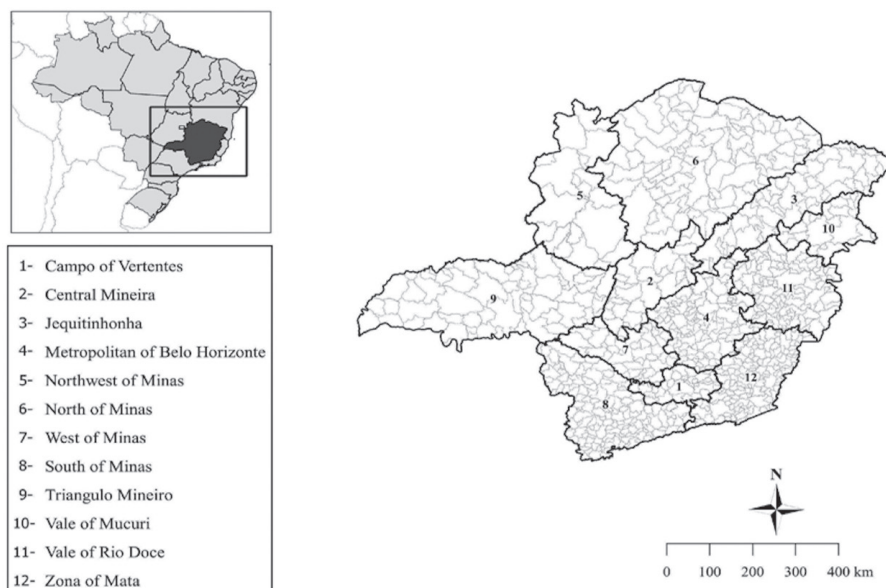 1- Campo of Vertentes
2- Central Mineira
3- Jequitinhonha
4- Metropolitan of Belo Horizonte
5- Northwest of Minas
6- North of Minas
7- West of Minas
8- South of Minas
9- Triangulo Mineiro
10- Vale of Mucuri
11- Vale of Rio Doce
12- Zona of Mata
6
5
3
10
2
11
9
4
7
12
1
8
N
0 100 200 300 400 km